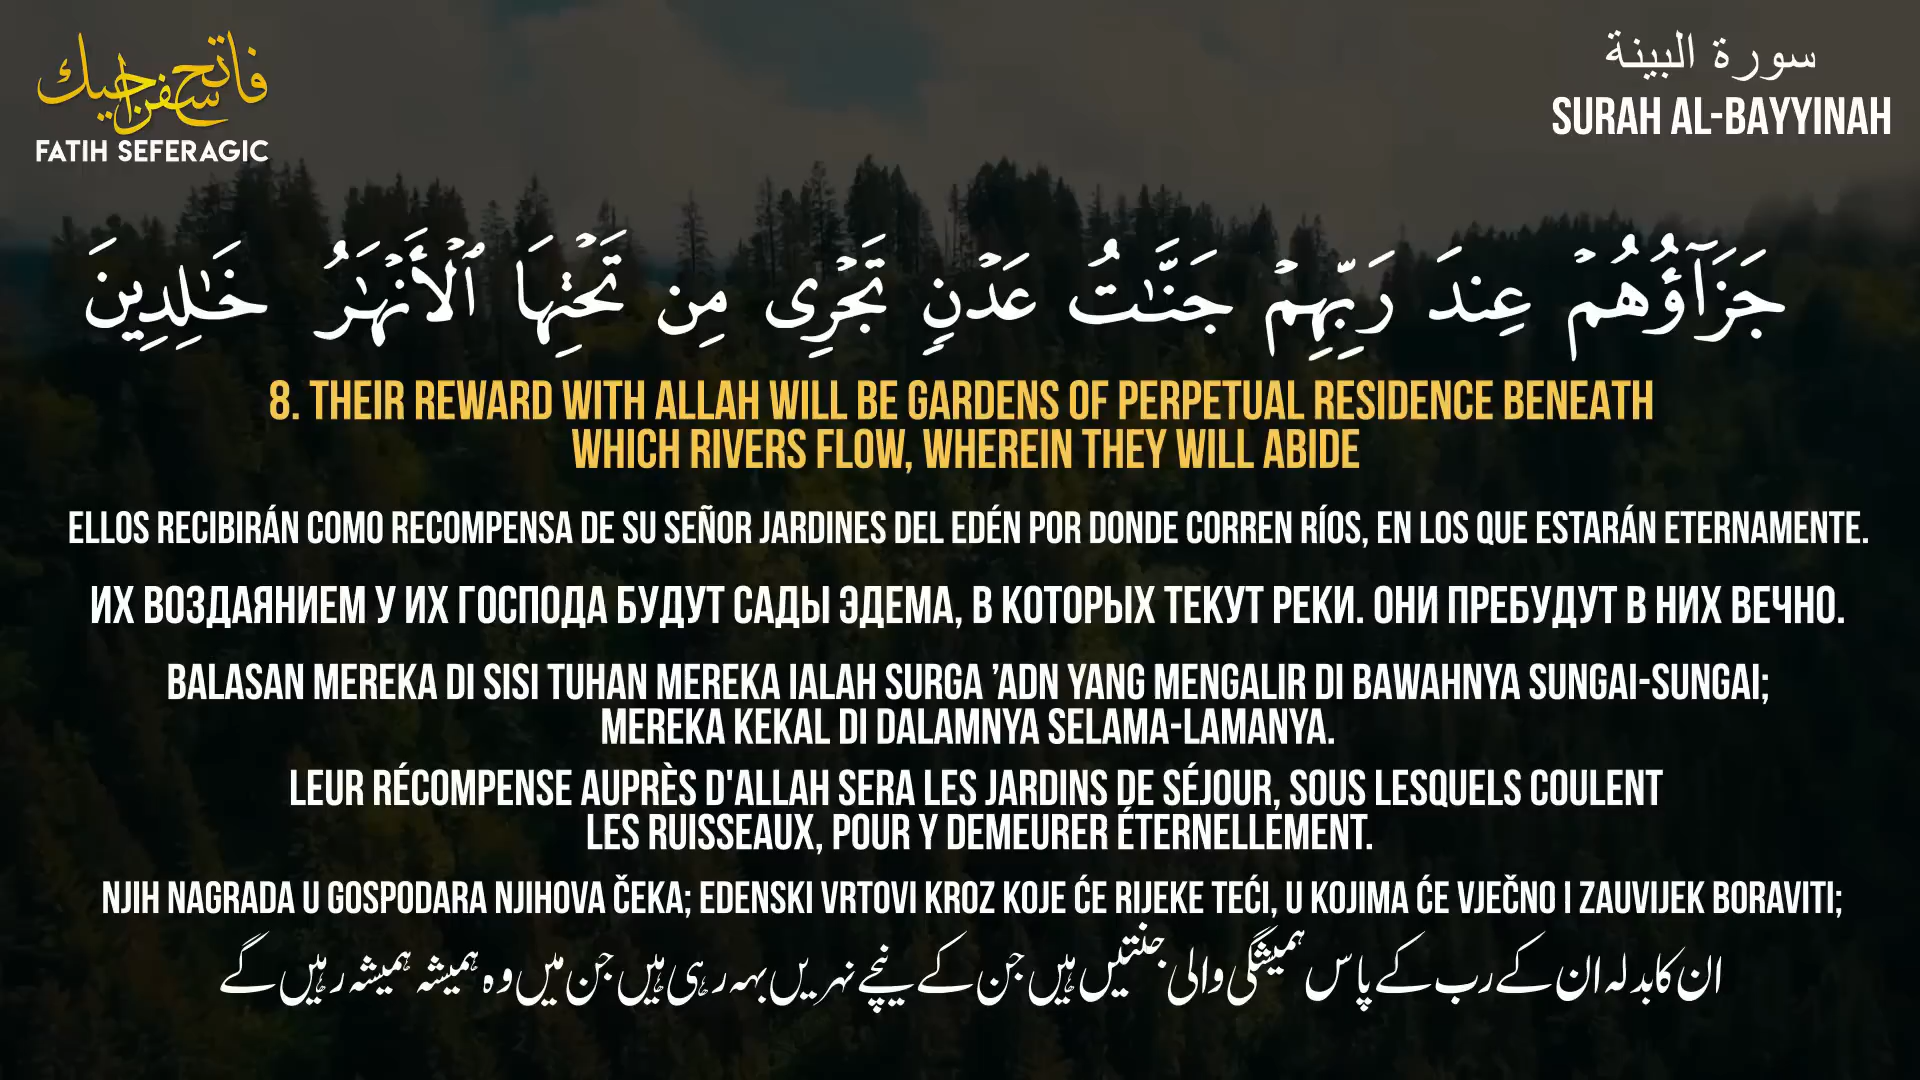 فاتح سفراجيك
FATIH SEFERAGIC
سورة البينة
SURAH AL-BAYYINAH
جَزَآؤُهُمۡ عِندَ رَبِّهِمۡ جَنَّـٰتُ عَدۡنٍ تَجۡرِى مِن تَحۡتِهَا ٱلۡأَنۡهَـٰرُ خَـٰلِدِينَ
8. THEIR REWARD WITH ALLAH WILL BE GARDENS OF PERPETUAL RESIDENCE BENEATH
WHICH RIVERS FLOW, WHEREIN THEY WILL ABIDE
ELLOS RECIBIRÁN COMO RECOMPENSA DE SU SEÑOR JARDINES DEL EDÉN POR DONDE CORREN RÍOS, EN LOS QUE ESTARÁN ETERNAMENTE.
ИХ ВОЗДАЯНИЕМ У ИХ ГОСПОДА БУДУТ САДЫ ЭДЕМА, В КОТОРЫХ ТЕКУТ РЕКИ. ОНИ ПРЕБУДУТ В НИХ ВЕЧНО.
BALASAN MEREKA DI SISI TUHAN MEREKA IALAH SURGA ’ADN YANG MENGALIR DI BAWAHNYA SUNGAI-SUNGAI;
MEREKA KEKAL DI DALAMNYA SELAMA-LAMANYA.
LEUR RÉCOMPENSE AUPRÈS D'ALLAH SERA LES JARDINS DE SÉJOUR, SOUS LESQUELS COULENT
LES RUISSEAUX, POUR Y DEMEURER ÉTERNELLEMENT.
NJIH NAGRADA U GOSPODARA NJIHOVA ČEKA; EDENSKI VRTOVI KROZ KOJE ĆE RIJEKE TEĆI, U KOJIMA ĆE VJEČNO I ZAUVIJEK BORAVITI;
ان کا بدلہ ان کے رب کے پاس ہمیشگی والی جنتیں ہیں جن کے نیچے نہریں بہہ رہی ہیں جن میں وہ ہمیشہ ہمیشہ رہیں گے